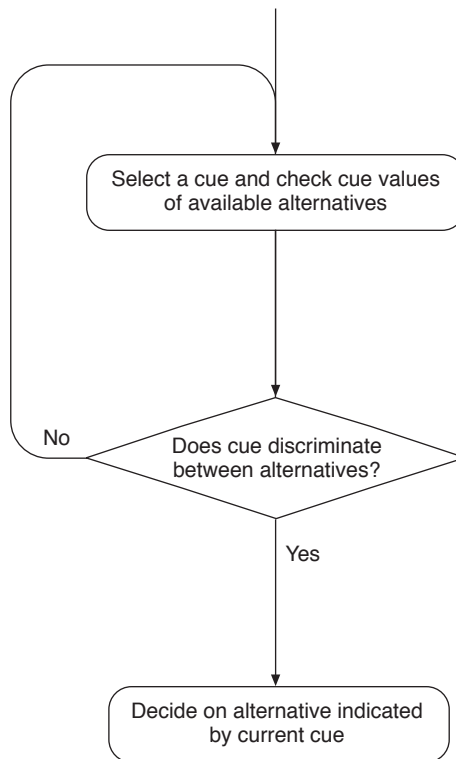 Select a cue and check cue values
of available alternatives
No
Does cue discriminate
between alternatives?
Yes
Decide on alternative indicated
by current cue